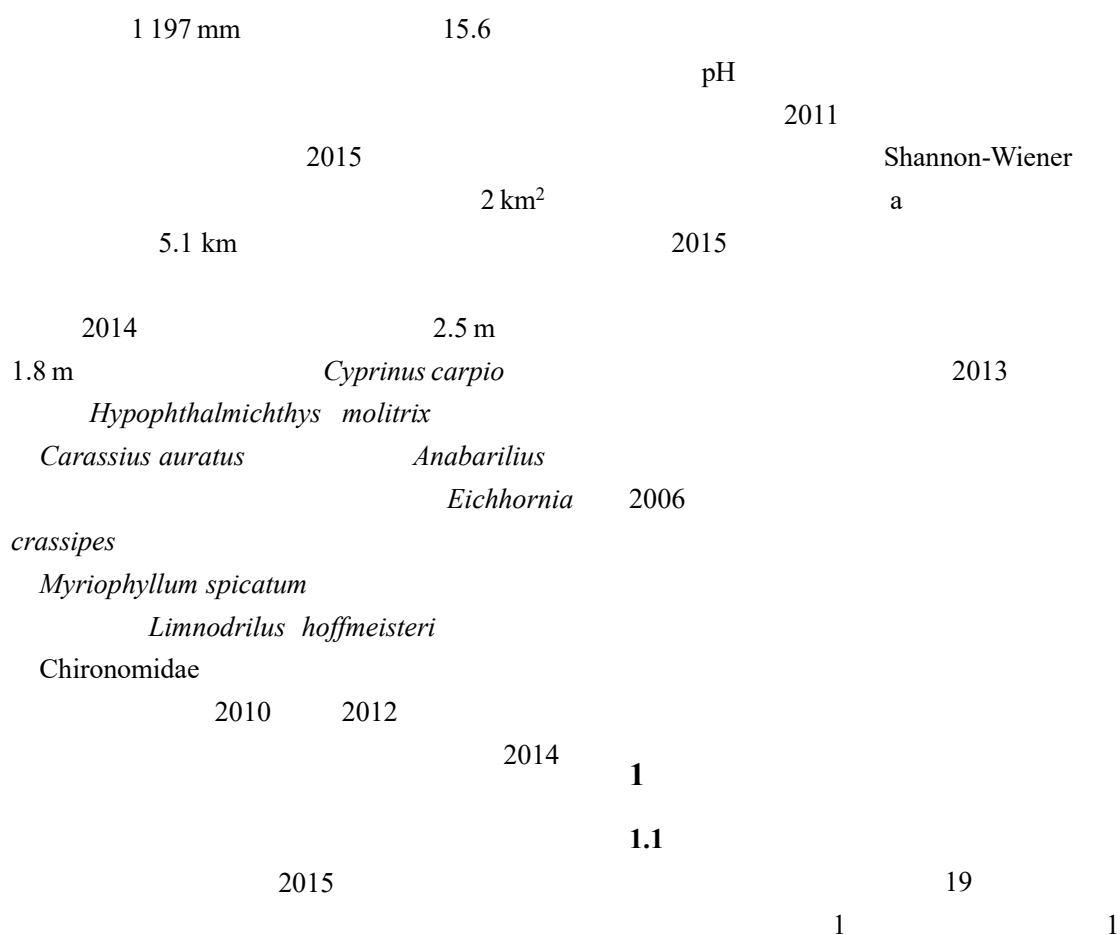 1 197 mm 15.6
pH
2011
2015 Shannon-Wiener
2 km² a
5.1 km 2015
2014 2.5 m
1.8 m Cyprinus carpio 2013
Hypophthalmichthys molitrix
Carassius auratus Anabarilius
Eichhornia 2006
crassipes
Myriophyllum spicatum
Limnodrilus hoffmeisteri
Chironomidae
2010 2012
2014
1
1.1
2015 19
1 1